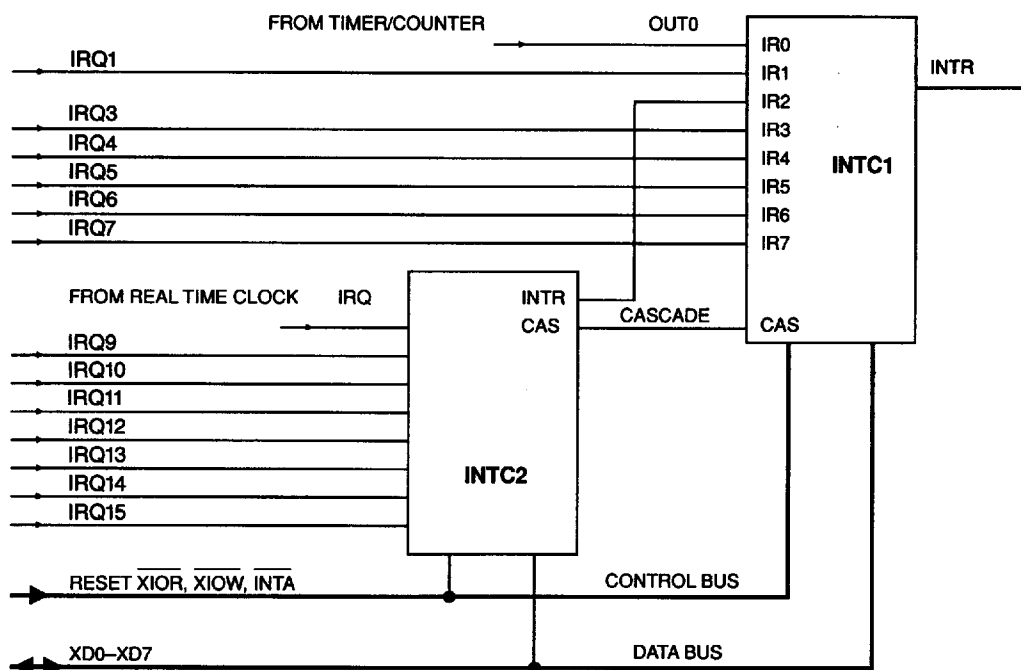 FROM TIMER/COUNTER OUT0
IR0
IRQ1
IR1
INTR
IR2
IRQ3
IR3
IRQ4
IR4
INTC1
IRQ5
IR5
IRQ6
IR6
IRQ7
IR7
FROM REAL TIME CLOCK IRQ
INTR
CAS
CASCADE
CAS
IRQ9
IRQ10
IRQ11
IRQ12
IRQ13
INTC2
IRQ14
IRQ15
RESET XIOR, XIOW, INTA
CONTROL BUS
XD0–XD7
DATA BUS